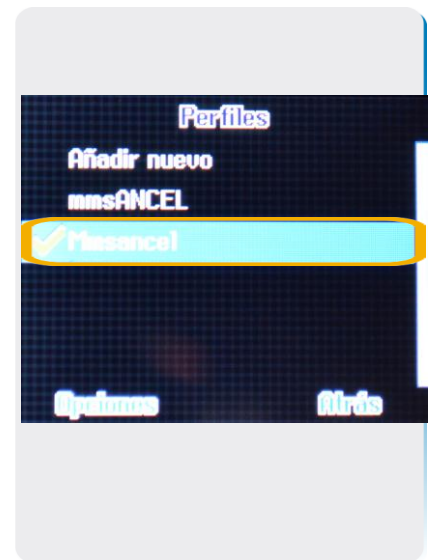 Perfiles
Añadir nuevo
mmsANCEL
Mmsancel
Opciones
Atrás